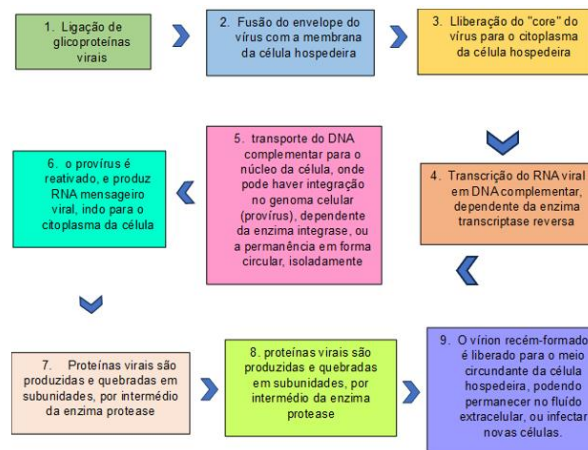 1. Ligação de
glicoproteínas
virais
2. Fusão do envelope do
vírus com a membrana
da célula hospedeira
3. Lliberação do "core" do
vírus para o citoplasma
da célula hospedeira
4. Transcrição do RNA viral
em DNA complementar,
dependente da enzima
transcriptase reversa
5. transporte do DNA
complementar para o
núcleo da célula, onde
pode haver integração
no genoma celular
(provírus), dependente
da enzima integrase, ou
a permanência em forma
circular, isoladamente
6. o provírus é
reativado, e produz
RNA mensageiro
viral, indo para o
citoplasma da célula
7. Proteínas virais são
produzidas e quebradas em
subunidades, por intermédio
da enzima protease
8. proteínas virais são
produzidas e quebradas
em subunidades, por
intermédio da enzima
protease
9. O vírion recém-formado
é liberado para o meio
circundante da célula
hospedeira, podendo
permanecer no fluído
extracelular, ou infectar
novas células.